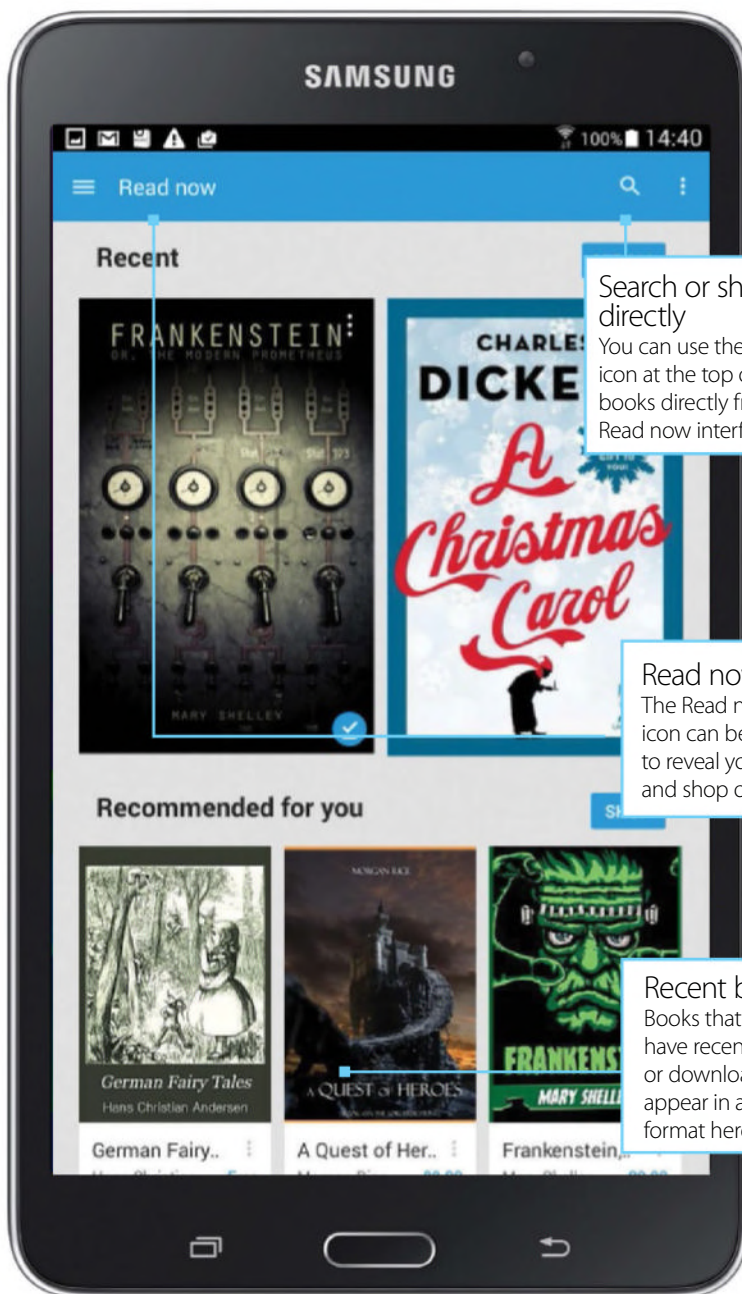 SAMSUNG
100% 14:40
Read now
Recent
FRANKENSTEIN
OR, THE MODERN PROMETHEUS
MARY SHELLEY
CHARLES
DICKE
A
Christmas
Carol
Search or sh
directly
You can use the
icon at the top o
books directly f
Read now interf
Read now
The Read n
icon can be
to reveal yo
and shop o
Recommended for you
SH
German Fairy Tales
Hans Christian Andersen
MORGAN RICE
A QUEST OF HEROES
FRANKENST
MARY SHELL
Recent b
Books that
have recen
or downloa
appear in a
format her
German Fairy..
A Quest of Her..
Frankenstein,..